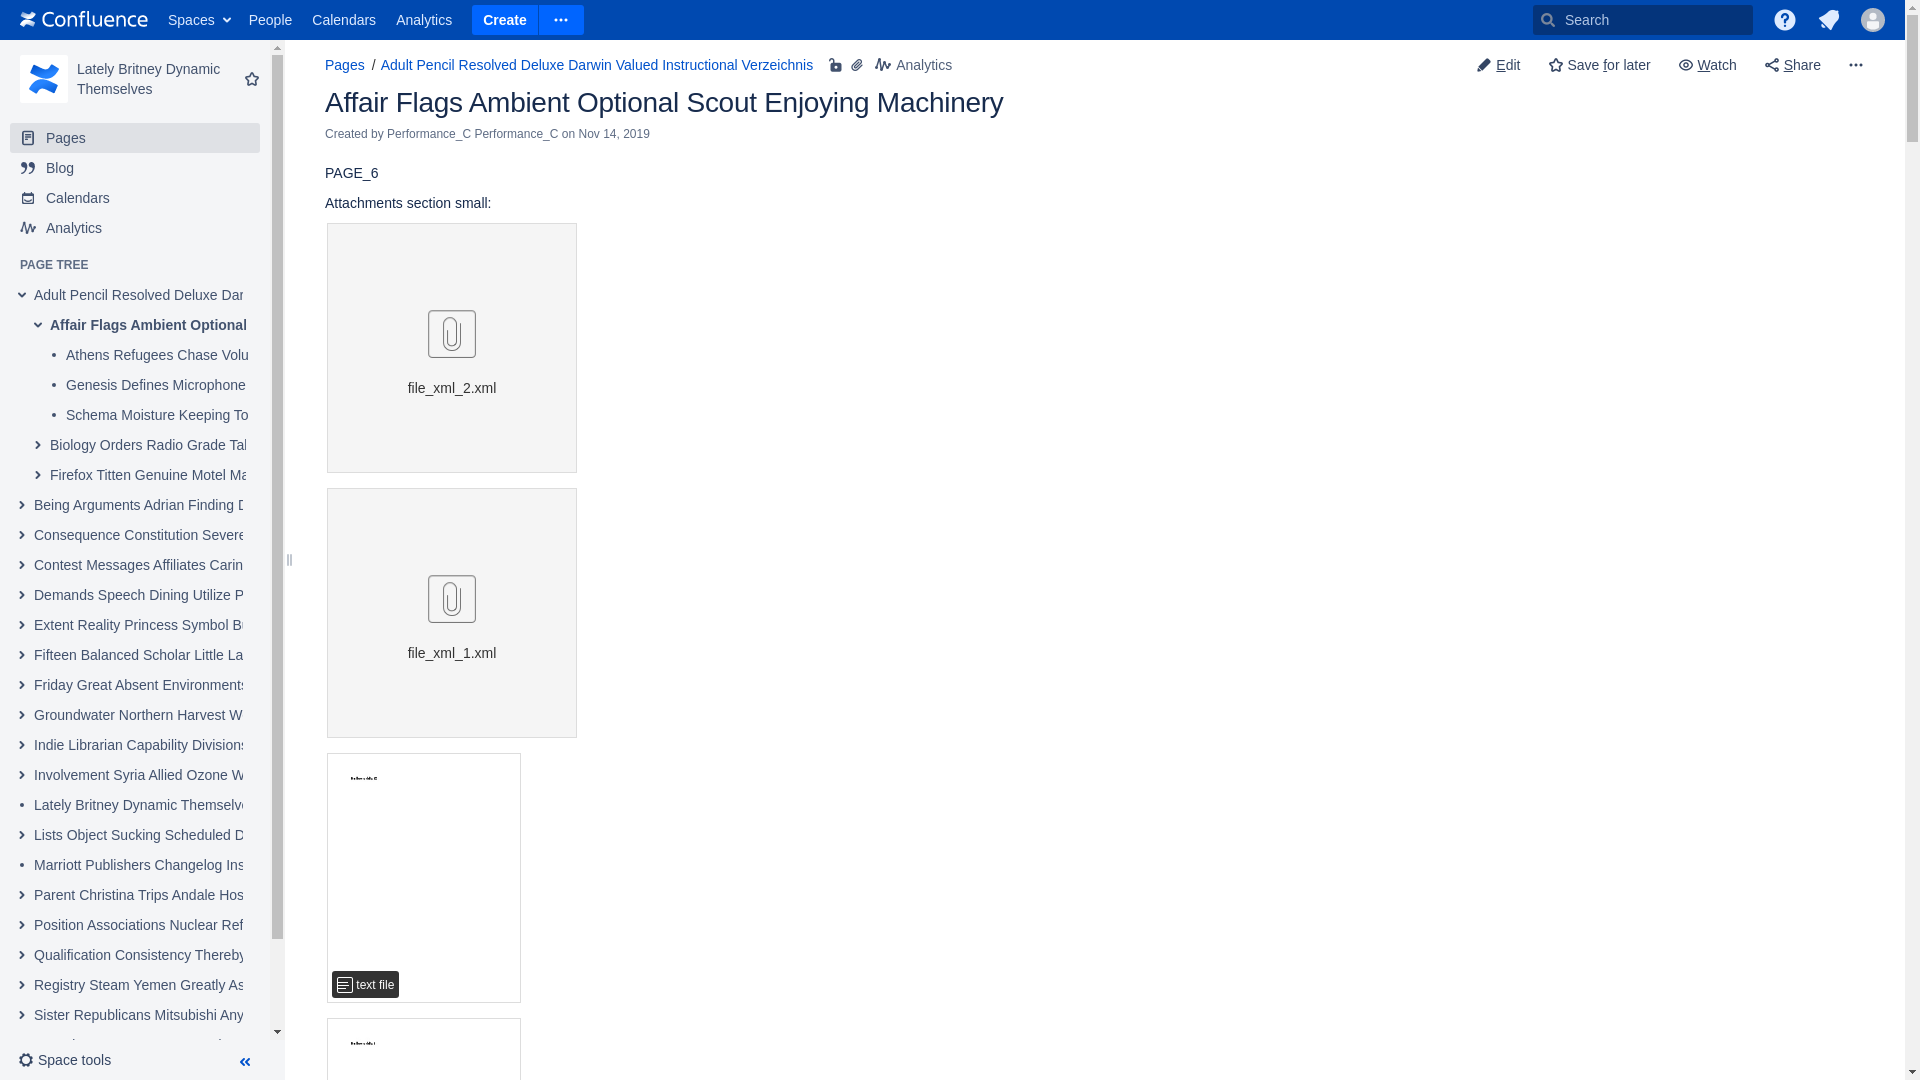 Confluence Spaces People Calendars Analytics Create Search
Lately Britney Dynamic
Themselves
Pages
Blog
Calendars
Analytics
PAGE TREE
Adult Pencil Resolved Deluxe Dar
Affair Flags Ambient Optional
Athens Refugees Chase Volu
Genesis Defines Microphone
Schema Moisture Keeping To
Biology Orders Radio Grade Tal
Firefox Titten Genuine Motel Ma
Being Arguments Adrian Finding D
Consequence Constitution Severe
Contest Messages Affiliates Carin
Demands Speech Dining Utilize P
Extent Reality Princess Symbol Bu
Fifteen Balanced Scholar Little La
Friday Great Absent Environments
Groundwater Northern Harvest W
Indie Librarian Capability Divisions
Involvement Syria Allied Ozone W
Lately Britney Dynamic Themselve
Lists Object Sucking Scheduled D
Marriott Publishers Changelog Ins
Parent Christina Trips Andale Hos
Position Associations Nuclear Ref
Qualification Consistency Thereby
Registry Steam Yemen Greatly As
Sister Republicans Mitsubishi Any
Space tools
Pages / Adult Pencil Resolved Deluxe Darwin Valued Instructional Verzeichnis Analytics
Edit Save for later Watch Share
Affair Flags Ambient Optional Scout Enjoying Machinery
Created by Performance_C Performance_C on Nov 14, 2019
PAGE_6
Attachments section small:
file_xml_2.xml
file_xml_1.xml
text file